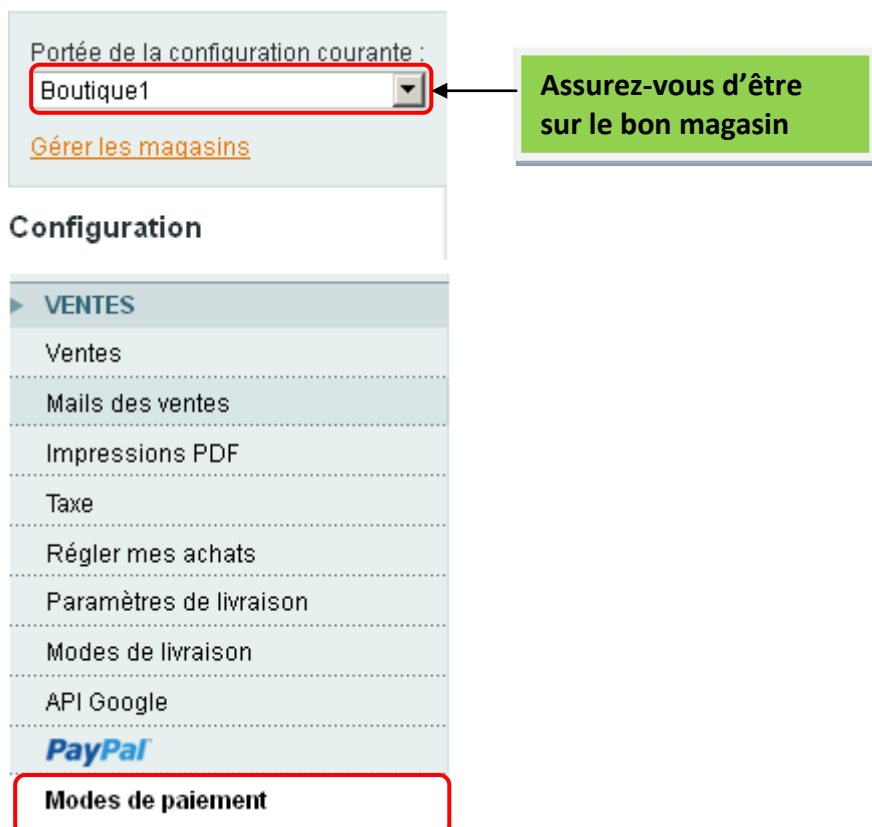 Portée de la configuration courante :
Boutique1
Assurez-vous d'être
sur le bon magasin
Gérer les magasins
Configuration
VENTES
Ventes
Mails des ventes
Impressions PDF
Taxe
Régler mes achats
Paramètres de livraison
Modes de livraison
API Google
PayPal
Modes de paiement